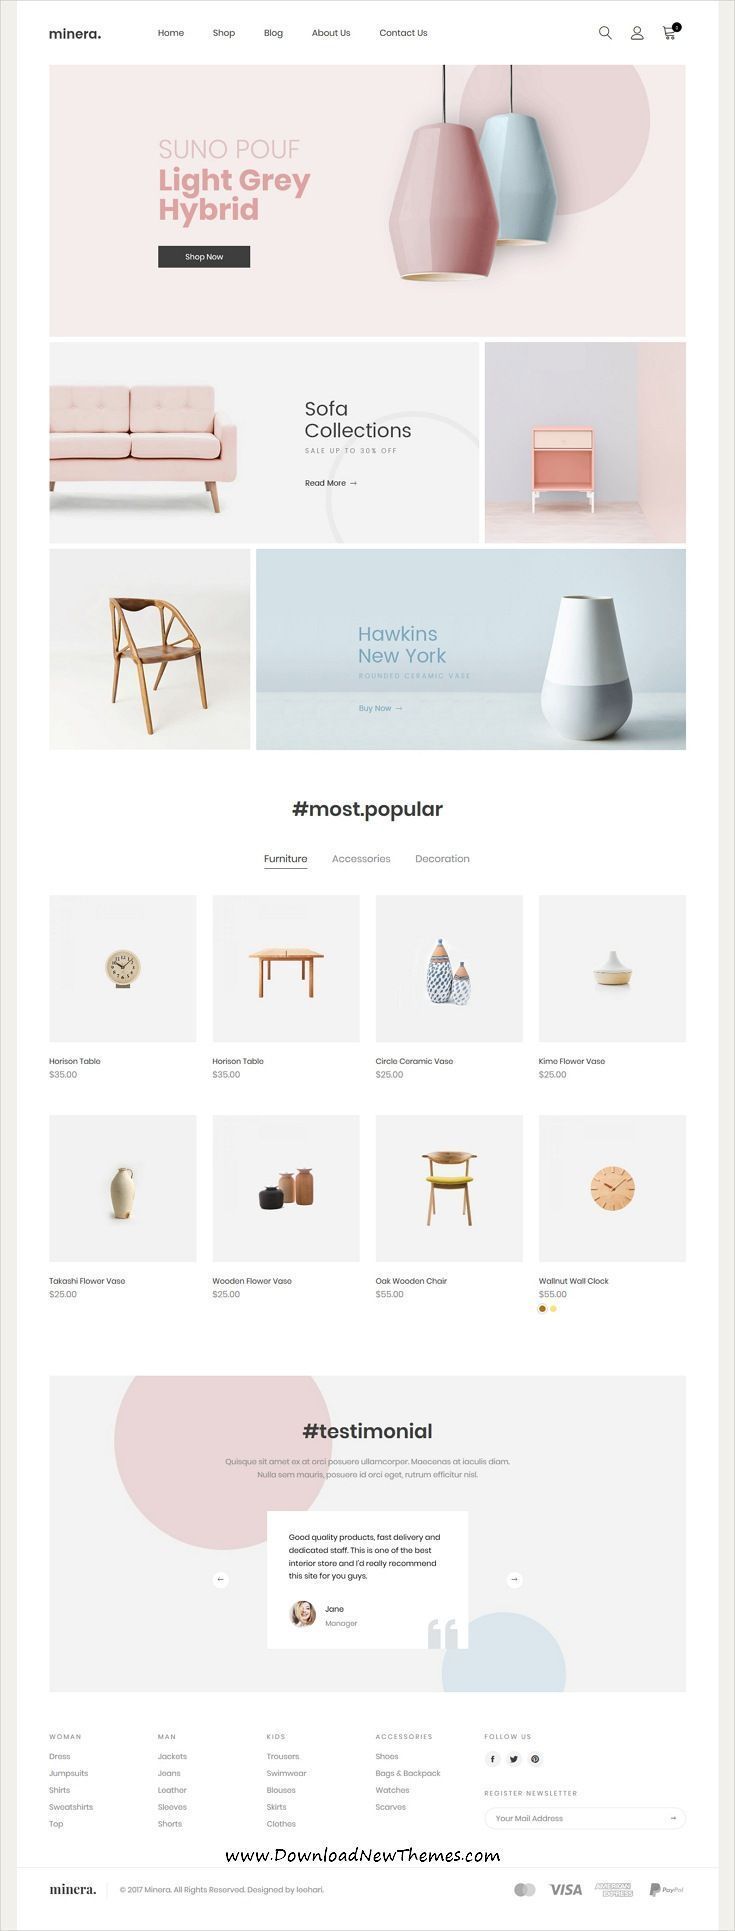 minera.
Home Shop Blog About Us Contact Us
SUNO POUF
Light Grey
Hybrid
Shop Now
Sofa
Collections
SALE UP TO 30% OFF
Read More →
Hawkins
New York
ROUNDED CERAMIC VASE
Buy Now →
#most.popular
Furniture Accessories Decoration
Horison Table
$35.00
Horison Table
$35.00
Circle Ceramic Vase
$25.00
Kime Flower Vase
$25.00
Takashi Flower Vase
$25.00
Wooden Flower Vase
$25.00
Oak Wooden Chair
$55.00
Wallnut Wall Clock
$55.00
#testimonial
Quisque sit amet ex at orci posuere ullamcorper. Maecenas at iaculis diam.
Nulla sem mauris, posuere id orci eget, rutrum efficitur nisl.
Good quality products, fast delivery and
dedicated staff. This is one of the best
interior store and I'd really recommend
this site for you guys.
Jane
Manager
WOMAN
Dress
Jumpsuits
Shirts
Sweatshirts
Top
MAN
Jackets
Jeans
Leather
Sleeves
Shorts
KIDS
Trousers
Swimwear
Blouses
Skirts
Clothes
ACCESSORIES
Shoes
Bags & Backpack
Watches
Scarves
FOLLOW US
REGISTER NEWSLETTER
Your Mail Address →
www.DownloadNewThemes.com
minera. © 2017 Minera. All Rights Reserved. Designed by leehari.
VISA AMERICAN EXPRESS PayPal